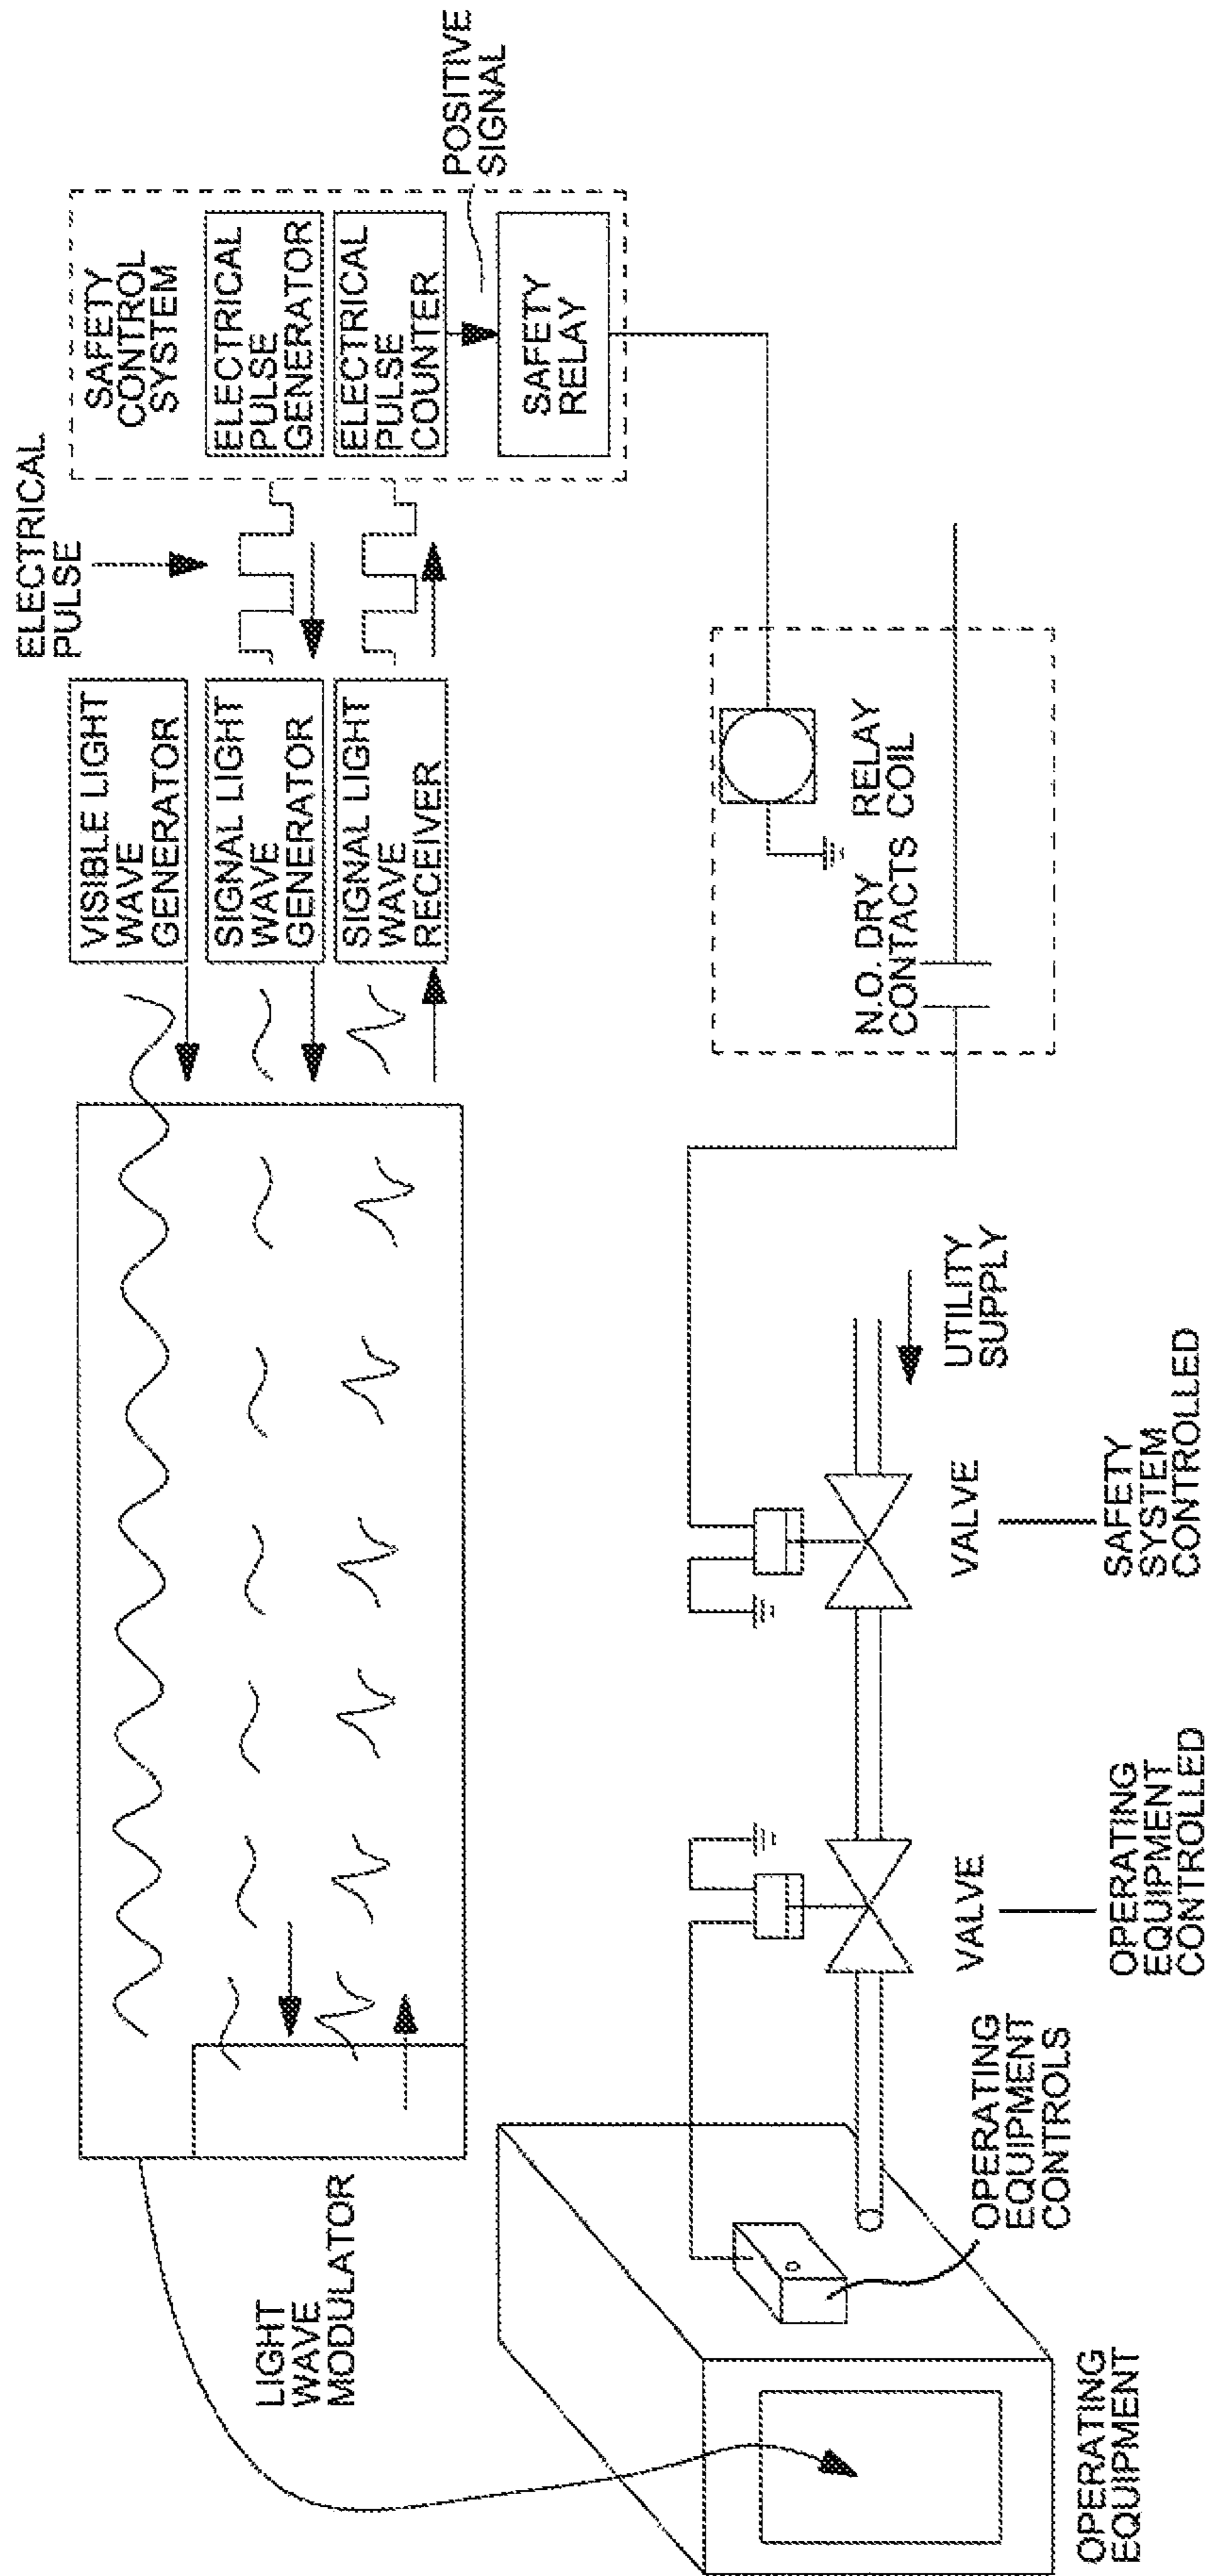 ELECTRICAL
PULSE
SAFETY
CONTROL
SYSTEM
VISIBLE LIGHT
WAVE
GENERATOR
ELECTRICAL
PULSE
GENERATOR
SIGNAL LIGHT
WAVE
GENERATOR
ELECTRICAL
PULSE
COUNTER
SIGNAL LIGHT
WAVE
RECEIVER
POSITIVE
SIGNAL
SAFETY
RELAY
LIGHT
WAVE
MODULATOR
N.O. DRY
CONTACTS
RELAY
COIL
UTILITY
SUPPLY
VALVE
VALVE
OPERATING
EQUIPMENT
CONTROLS
OPERATING
EQUIPMENT
OPERATING
EQUIPMENT
CONTROLLED
SAFETY
SYSTEM
CONTROLLED